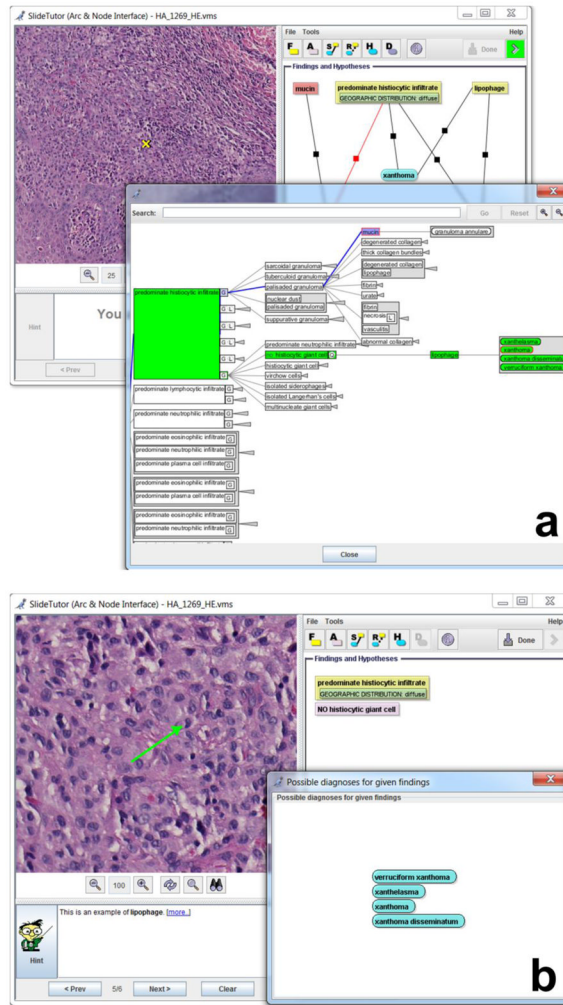 SlideTutor (Arc & Node Interface) - HA_1269_HE.vms
File Tools Help
F A S R H D Done
Findings and Hypotheses
mucin
predominate histiocytic infiltrate
GEOGRAPHIC DISTRIBUTION: diffuse
lipophage
xanthoma
25
Hint
You
< Prev
Search: Go Reset
mucin
granuloma annulare
degenerated collagen
thick collagen bundles
sarcoidal granuloma
degenerated collagen
tuberculoid granuloma
lipophage
palisaded granuloma
fibrin
predominate histiocytic infiltrate G
nuclear dust
urate
palisaded granuloma
fibrin
G L
suppurative granuloma
necrosis L
G L
vasculitis
predominate neutrophilic infiltrate
abnormal collagen
G L
no histiocytic giant cell G
lipophage
xanthelasma
xanthoma
histiocytic giant cell
xanthoma disseminatum
G
virchow cells
verruciform xanthoma
predominate lymphocytic infiltrate G
isolated siderophages
G
isolated Langerhan's cells
predominate neutrophilic infiltrate G
multinucleate giant cells
G
predominate eosinophilic infiltrate G
predominate neutrophilic infiltrate G
predominate plasma cell infiltrate G
predominate eosinophilic infiltrate G
predominate plasma cell infiltrate G
predominate eosinophilic infiltrate G
predominate neutrophilic infiltrate G
Close
a
SlideTutor (Arc & Node Interface) - HA_1269_HE.vms
File Tools Help
F A S R H D Done
Findings and Hypotheses
predominate histiocytic infiltrate
GEOGRAPHIC DISTRIBUTION: diffuse
NO histiocytic giant cell
Possible diagnoses for given findings
Possible diagnoses for given findings
verruciform xanthoma
xanthelasma
xanthoma
xanthoma disseminatum
100
This is an example of lipophage. [more..]
Hint
< Prev 5/6 Next > Clear
b